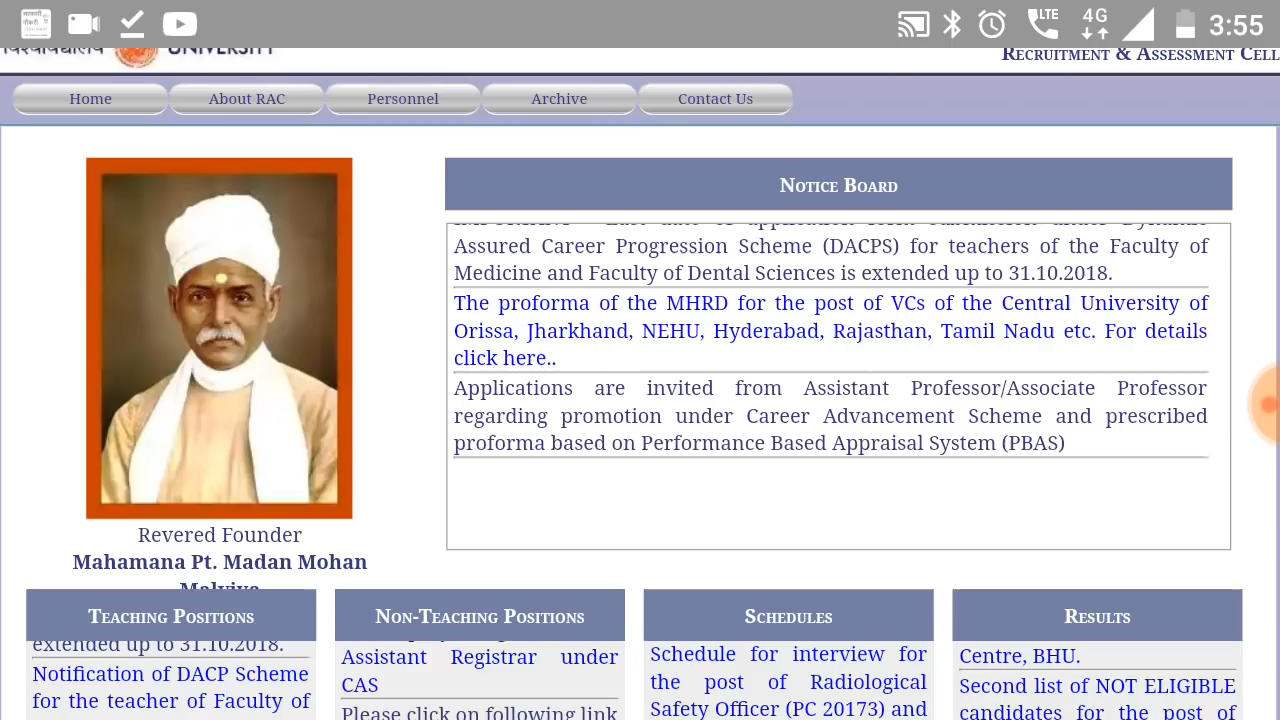 4G
LTE
3:55
विश्वविद्यालय
UNIVERSITY
Recruitment & Assessment Cell
Home
About RAC
Personnel
Archive
Contact Us
Notice Board
Assured Career Progression Scheme (DACPS) for teachers of the Faculty of
Medicine and Faculty of Dental Sciences is extended up to 31.10.2018.
The proforma of the MHRD for the post of VCs of the Central University of
Orissa, Jharkhand, NEHU, Hyderabad, Rajasthan, Tamil Nadu etc. For details
click here..
Applications are invited from Assistant Professor/Associate Professor
regarding promotion under Career Advancement Scheme and prescribed
proforma based on Performance Based Appraisal System (PBAS)
Revered Founder
Mahamana Pt. Madan Mohan
Malviya
Teaching Positions
extended up to 31.10.2018.
Notification of DACP Scheme
for the teacher of Faculty of
Non-Teaching Positions
Assistant Registrar under
CAS
Please click on following link
Schedules
Schedule for interview for
the post of Radiological
Safety Officer (PC 20173) and
Results
Centre, BHU.
Second list of NOT ELIGIBLE
candidates for the post of